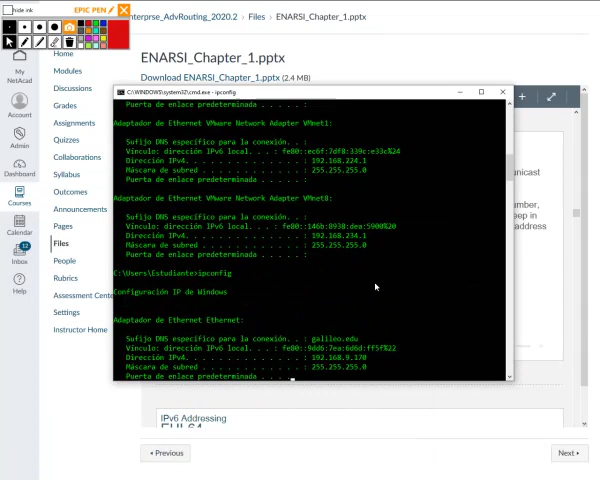 hide ink
EPIC PEN
Enterprse_AdvRouting_2020.2 › Files › ENARSI_Chapter_1.pptx
My NetAcad
Account
Admin
Dashboard
Courses
Calendar
12
Inbox
Help
Home
Modules
Discussions
Grades
Assignments
Quizzes
Collaborations
Syllabus
Outcomes
Announcements
Pages
Files
People
Rubrics
Assessment Cente
Settings
Instructor Home
ENARSI_Chapter_1.pptx
Download ENARSI_Chapter_1.pptx (2.4 MB)
C:\WINDOWS\system32\cmd.exe - ipconfig
Puerta de enlace predeterminada . . . . . :
Adaptador de Ethernet VMware Network Adapter VMnet1:
Sufijo DNS específico para la conexión. . :
Vínculo: dirección IPv6 local. . . : fe80::ec6f:7df8:339c:e33c%24
Dirección IPv4. . . . . . . . . . . . . . : 192.168.224.1
Máscara de subred . . . . . . . . . . . . : 255.255.255.0
Puerta de enlace predeterminada . . . . . :
Adaptador de Ethernet VMware Network Adapter VMnet8:
Sufijo DNS específico para la conexión. . :
Vínculo: dirección IPv6 local. . . : fe80::146b:8938:dea:5900%20
Dirección IPv4. . . . . . . . . . . . . . : 192.168.234.1
Máscara de subred . . . . . . . . . . . . : 255.255.255.0
Puerta de enlace predeterminada . . . . . :
C:\Users\Estudiante>ipconfig
Configuración IP de Windows
Adaptador de Ethernet Ethernet:
Sufijo DNS específico para la conexión. . : galileo.edu
Vínculo: dirección IPv6 local. . . : fe80::9dd6:7ea:6d6d:ff5f%22
Dirección IPv4. . . . . . . . . . . . . . : 192.168.9.170
Máscara de subred . . . . . . . . . . . . : 255.255.255.0
Puerta de enlace predeterminada . . . . .
nicast
mber,
eep in
address
IPv6 Addressing
EUI-64
Previous
Next